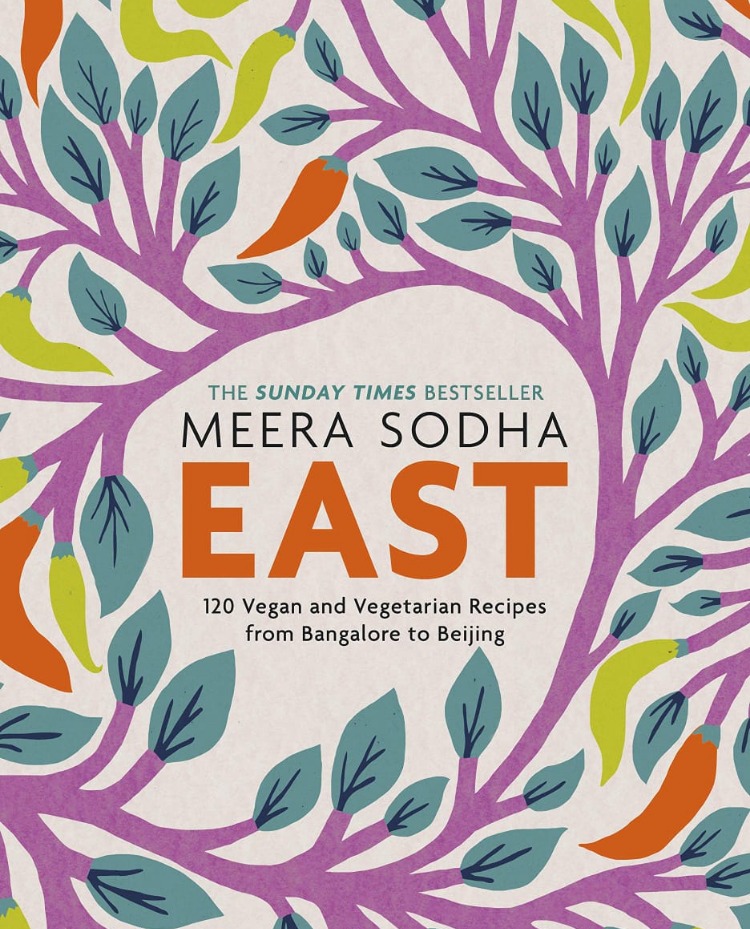 THE SUNDAY TIMES BESTSELLER
MEERA SODHA
EAST
120 Vegan and Vegetarian Recipes
from Bangalore to Beijing